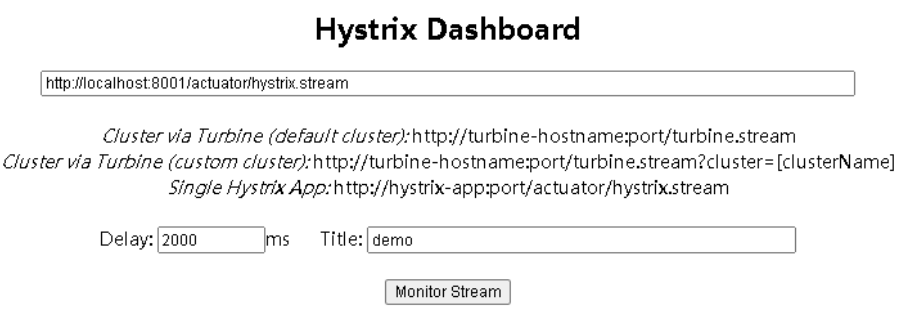 Hystrix Dashboard
http://localhost:8001/actuator/hystrix.stream
Cluster via Turbine (default cluster): http://turbine-hostname:port/turbine.stream
Cluster via Turbine (custom cluster): http://turbine-hostname:port/turbine.stream?cluster=[clusterName]
Single Hystrix App: http://hystrix-app:port/actuator/hystrix.stream
Delay: 2000 ms Title: demo
Monitor Stream